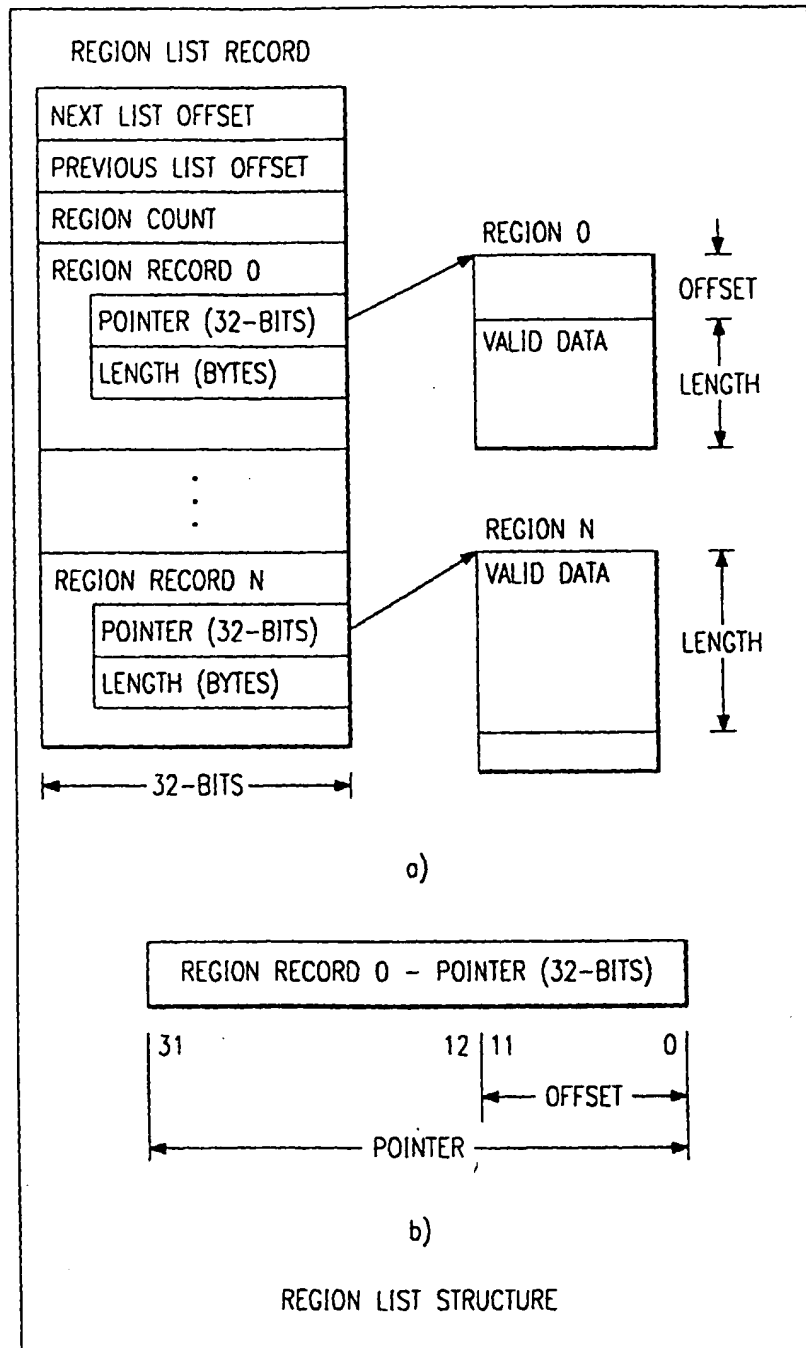 REGION LIST RECORD
NEXT LIST OFFSET
PREVIOUS LIST OFFSET
REGION COUNT
REGION RECORD 0
POINTER (32-BITS)
LENGTH (BYTES)
REGION 0
OFFSET
VALID DATA
LENGTH
REGION RECORD N
POINTER (32-BITS)
LENGTH (BYTES)
REGION N
VALID DATA
LENGTH
32-BITS
a)
REGION RECORD 0 - POINTER (32-BITS)
31 12 11 0
OFFSET
POINTER
b)
REGION LIST STRUCTURE